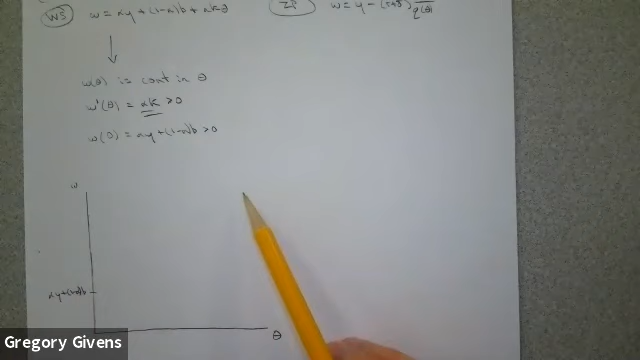 WS w = αy + (1-α)b + αkθ
ZP w = y - (r+δ) k/q(θ)
w(θ) is cont in θ
w'(θ) = αk > 0
w(0) = αy + (1-α)b > 0
w
αy+(1-α)b
θ
Gregory Givens